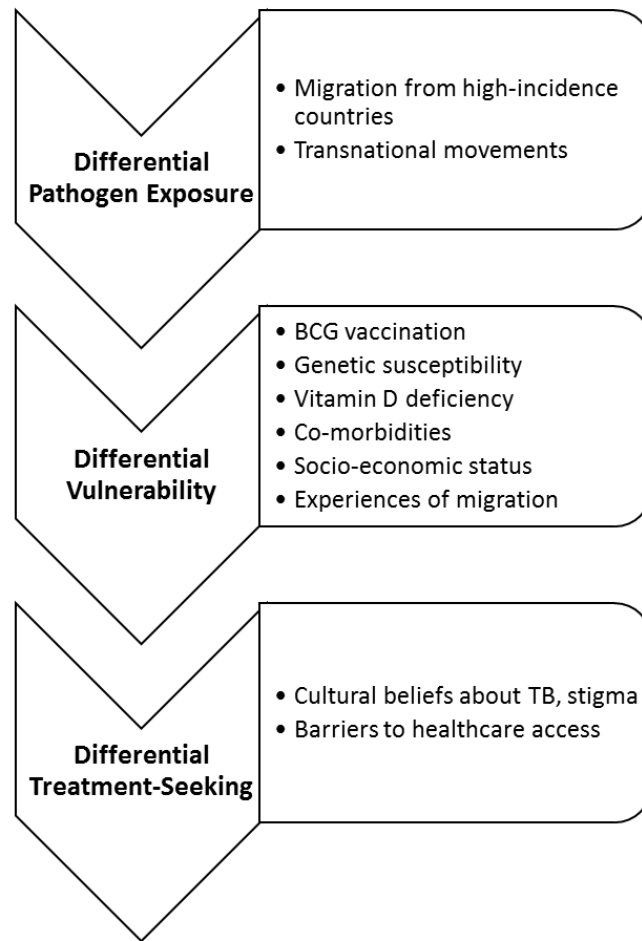 Differential
Pathogen Exposure
• Migration from high-incidence
countries
• Transnational movements
Differential
Vulnerability
• BCG vaccination
• Genetic susceptibility
• Vitamin D deficiency
• Co-morbidities
• Socio-economic status
• Experiences of migration
Differential
Treatment-Seeking
• Cultural beliefs about TB, stigma
• Barriers to healthcare access